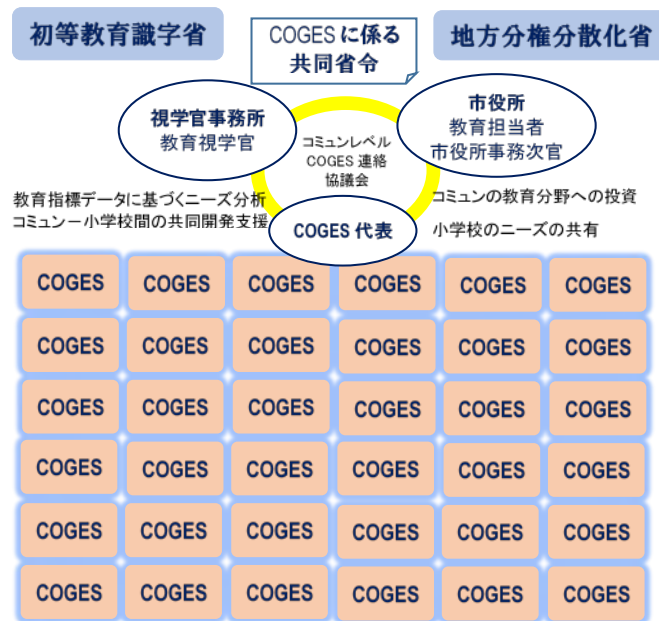 初等教育識字省
COGESに係る
共同省令
地方分権分散化省
視学官事務所
教育視学官
市役所
教育担当者
市役所事務次官
コミューンレベル
COGES 連絡
協議会
教育指標データに基づくニーズ分析
コミューンー小学校間の共同開発支援
コミューンの教育分野への投資
小学校のニーズの共有
COGES 代表
COGES COGES COGES COGES COGES COGES
COGES COGES COGES COGES COGES COGES
COGES COGES COGES COGES COGES COGES
COGES COGES COGES COGES COGES COGES
COGES COGES COGES COGES COGES COGES
COGES COGES COGES COGES COGES COGES